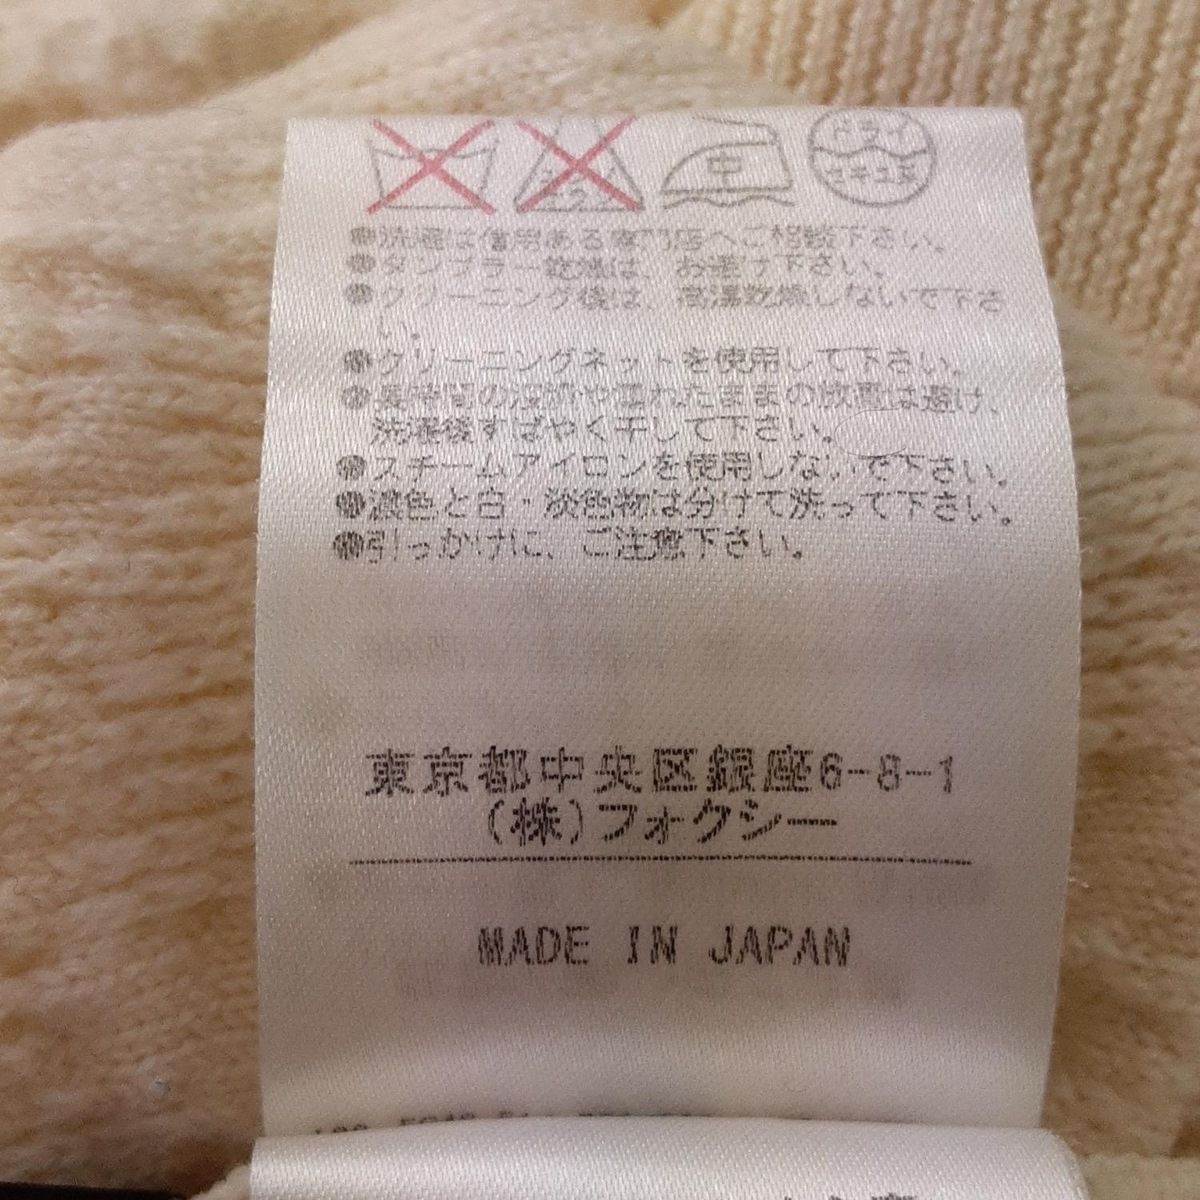 中
ドライ
セキユ系
●洗濯は信用ある専門店へご相談下さい。
●タンブラー乾燥は、お避け下さい。
●クリーニング後は、高温乾燥しないで下さ
い。
●クリーニングネットを使用して下さい。
●長時間の浸漬や濡れたままの放置は避け、
洗濯後すばやく干して下さい。
●スチームアイロンを使用しないで下さい。
●濃色と白・淡色物は分けて洗って下さい。
●引っかけに、ご注意下さい。
東京都中央区銀座6-8-1
(株)フォクシー
MADE IN JAPAN